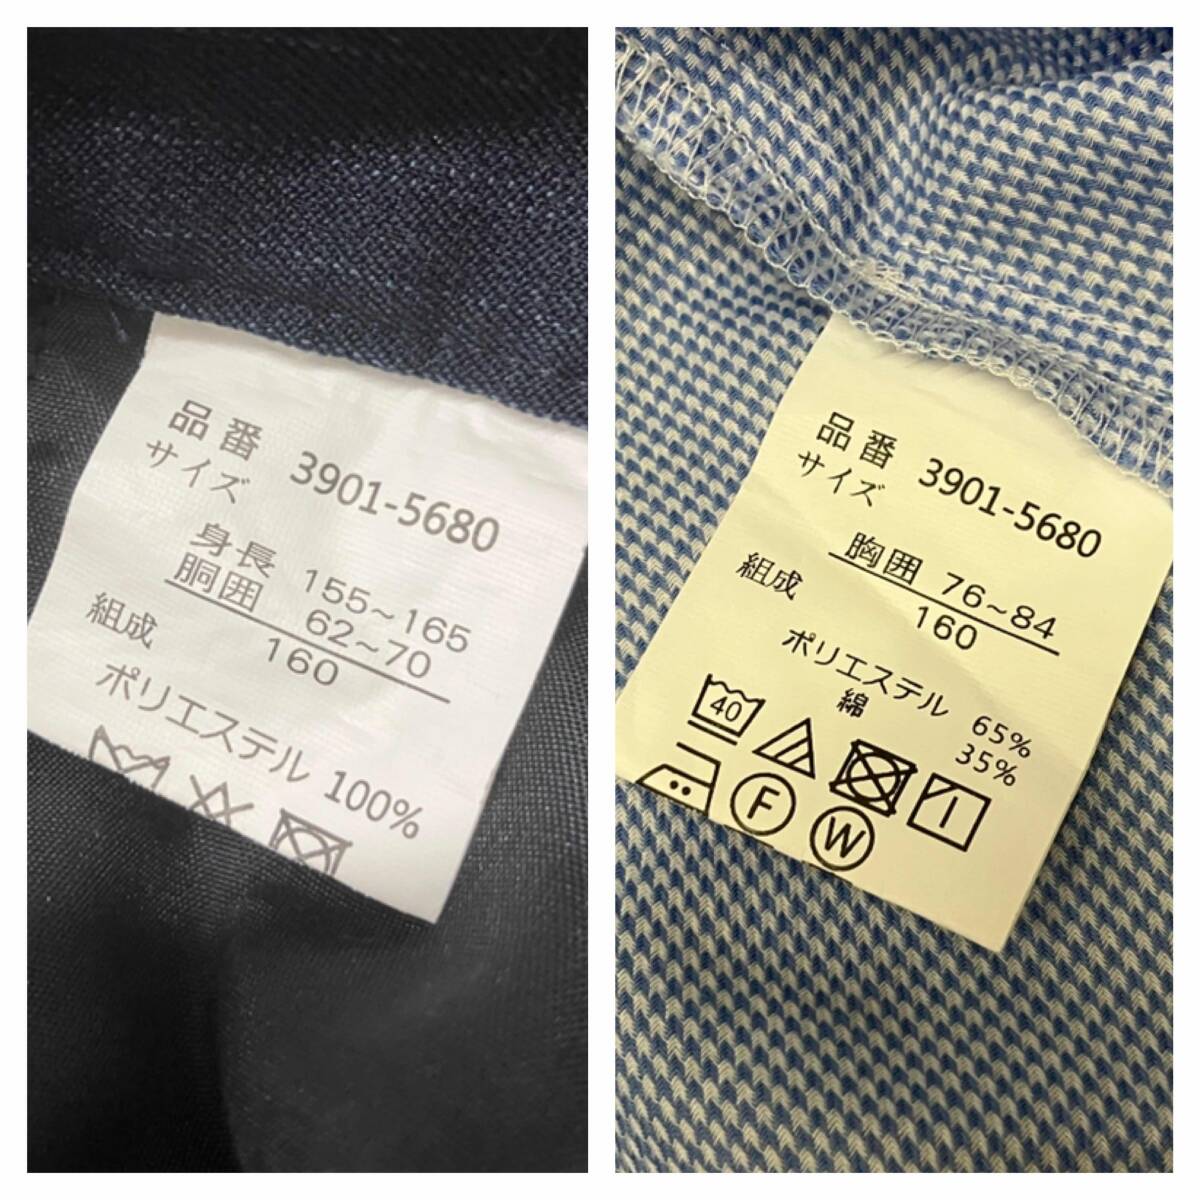 品番 3901-5680
サイズ
身長 155~165
胴囲 62~70
160
組成
ポリエステル 100%
品番 3901-5680
サイズ
胸囲 76~84
160
組成
ポリエステル 65%
綿 35%
40
F
W